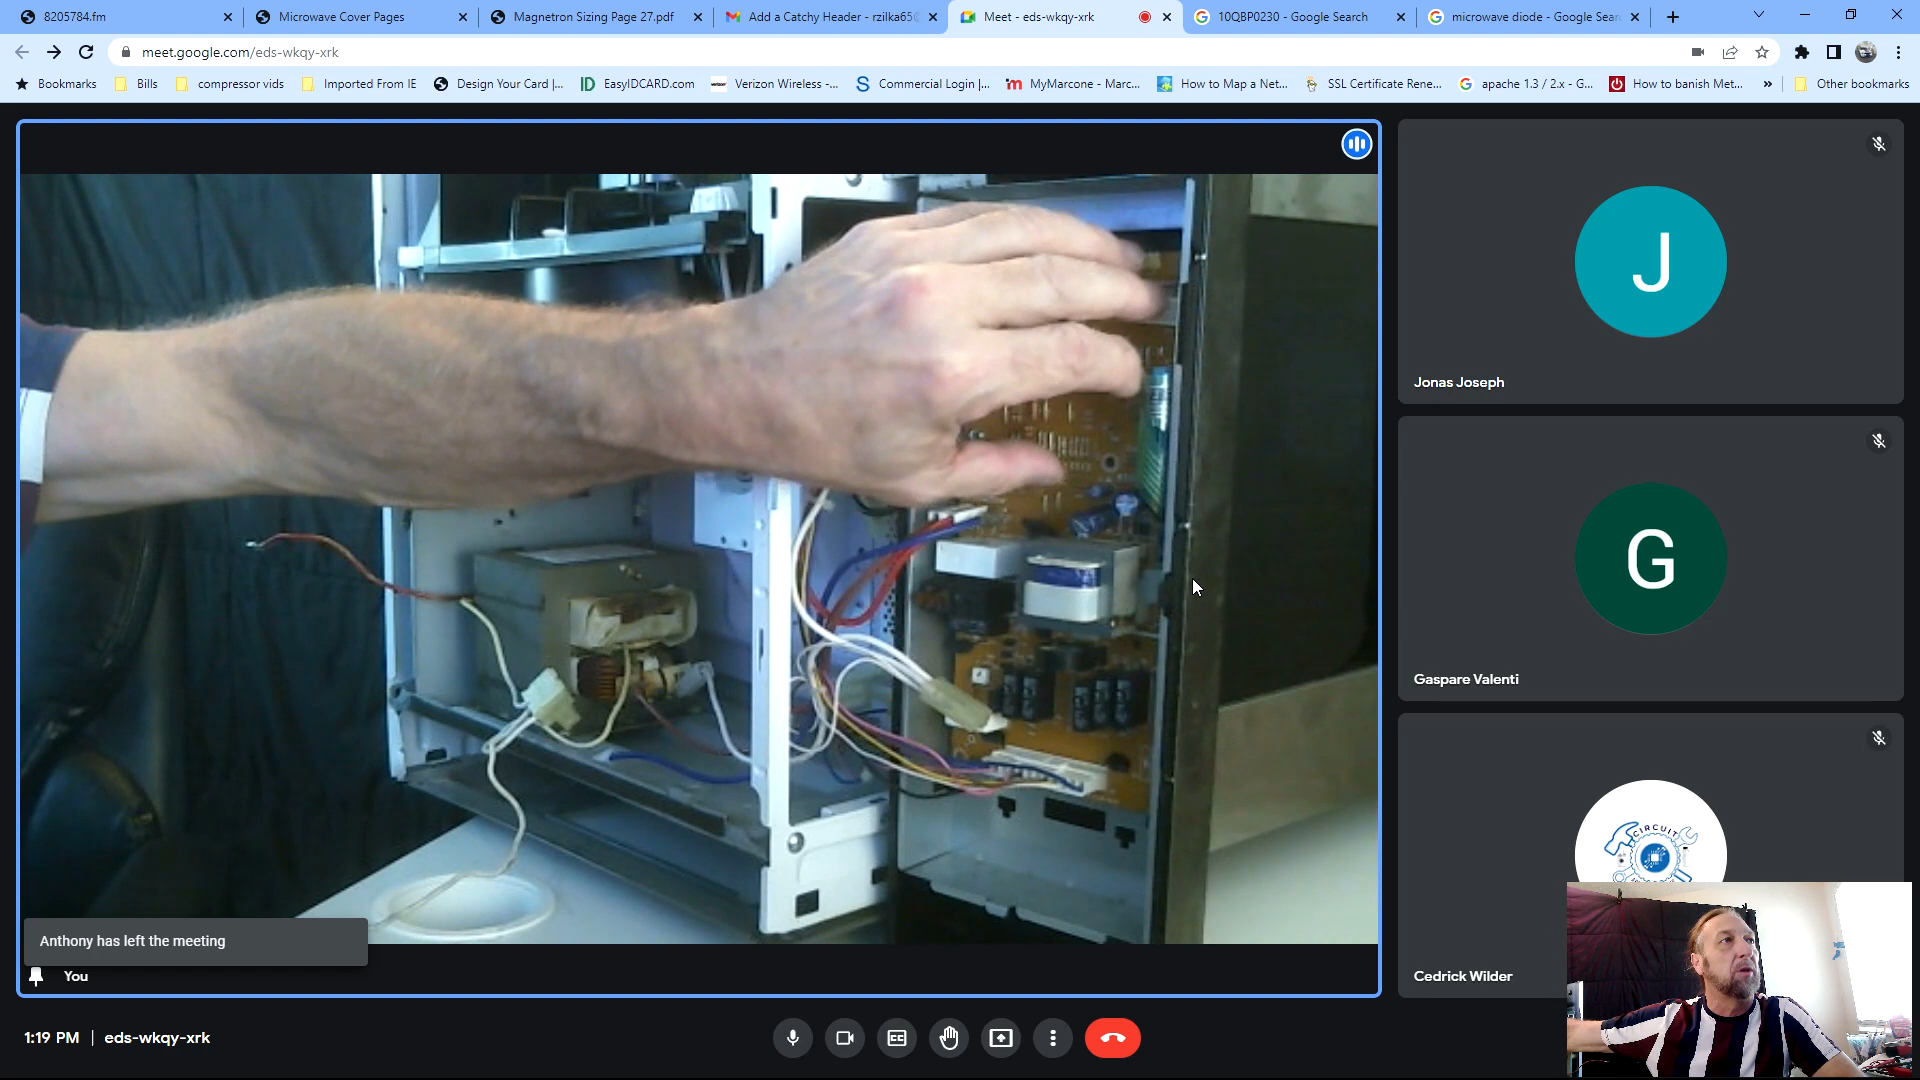 8205784.fm
Microwave Cover Pages
Magnetron Sizing Page 27.pdf
Add a Catchy Header - rzilka65
Meet - eds-wkqy-xrk
10QBP0230 - Google Search
microwave diode - Google Sear
meet.google.com/eds-wkqy-xrk
Bookmarks
Bills
compressor vids
Imported From IE
Design Your Card |...
EasyIDCARD.com
Verizon Wireless -...
Commercial Login |...
MyMarcone - Marc...
How to Map a Net...
SSL Certificate Rene...
apache 1.3 / 2.x - G...
How to banish Met...
»
Other bookmarks
J
Jonas Joseph
G
Gaspare Valenti
CIRCUIT
Cedrick Wilder
Anthony has left the meeting
You
1:19 PM | eds-wkqy-xrk